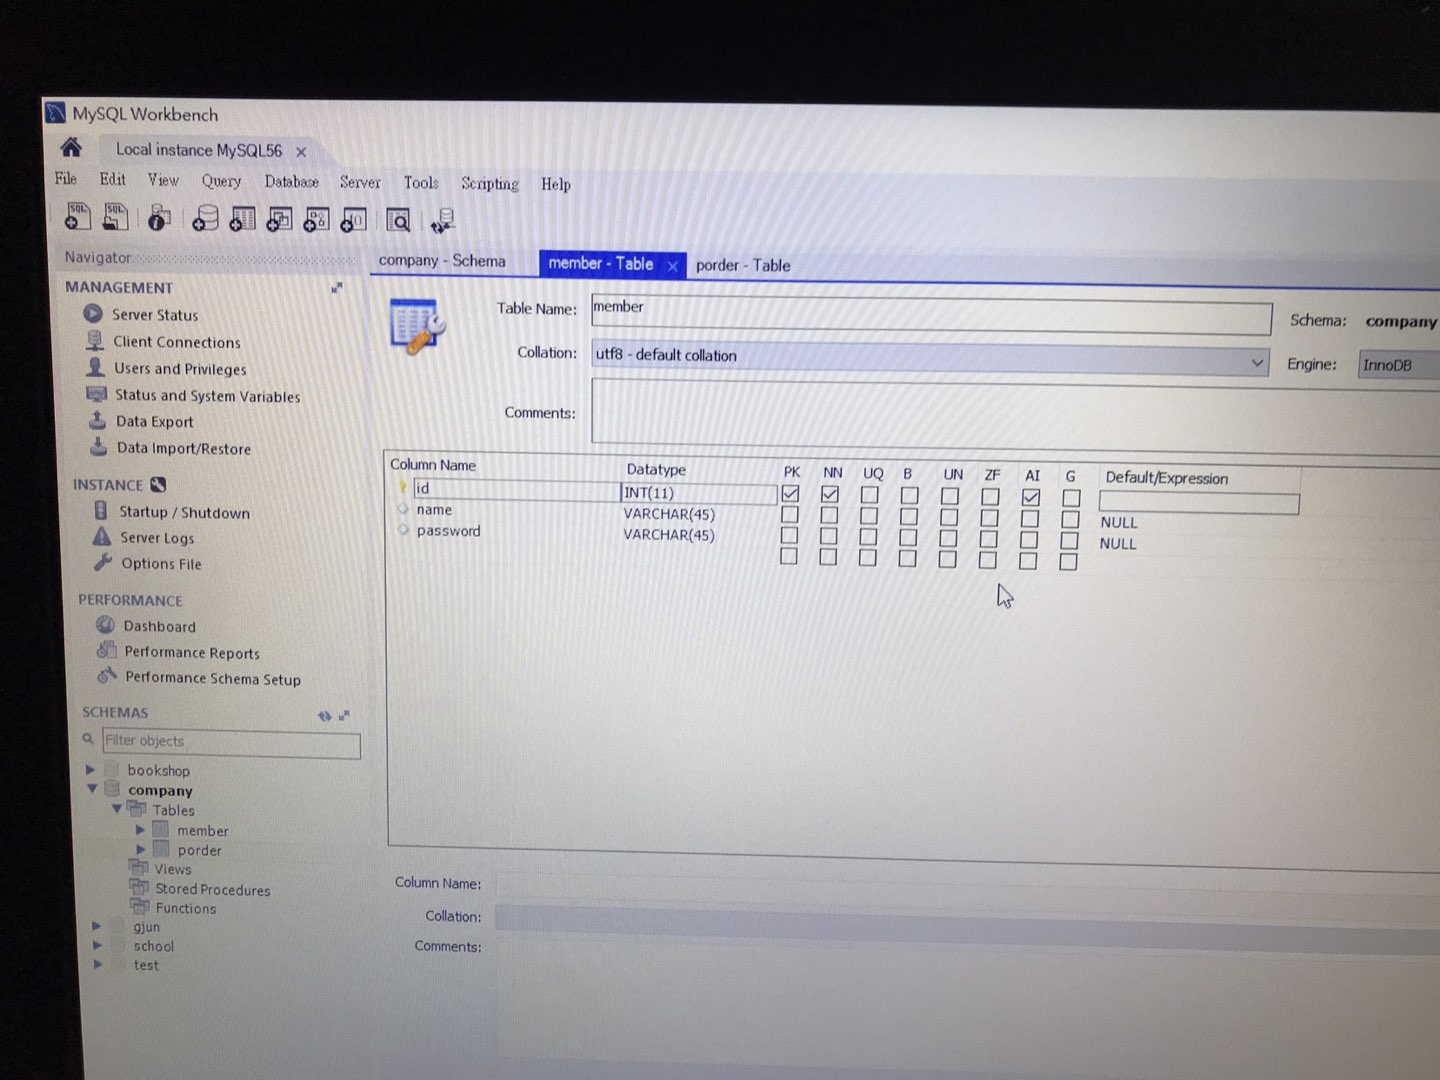 MySQL Workbench
Local instance MySQL56
File Edit View Query Database Server Tools Scripting Help
SQL SQL
Navigator
company - Schema member - Table porder - Table
MANAGEMENT
Server Status
Client Connections
Users and Privileges
Status and System Variables
Data Export
Data Import/Restore
INSTANCE
Startup / Shutdown
Server Logs
Options File
PERFORMANCE
Dashboard
Performance Reports
Performance Schema Setup
SCHEMAS
Filter objects
bookshop
company
Tables
member
porder
Views
Stored Procedures
Functions
gjun
school
test
Table Name: member Schema: company
Collation: utf8 - default collation Engine: InnoDB
Comments:
Column Name Datatype PK NN UQ B UN ZF AI G Default/Expression
id INT(11)
name VARCHAR(45) NULL
password VARCHAR(45) NULL
Column Name:
Collation:
Comments: